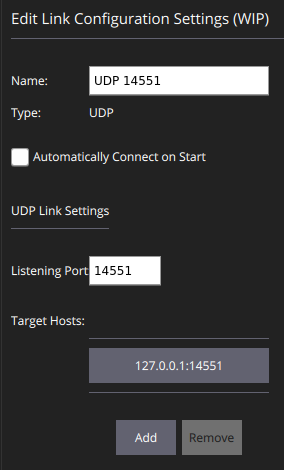 Edit Link Configuration Settings (WIP)
Name: UDP 14551
Type: UDP
Automatically Connect on Start
UDP Link Settings
Listening Port 14551
Target Hosts:
127.0.0.1:14551
Add Remove